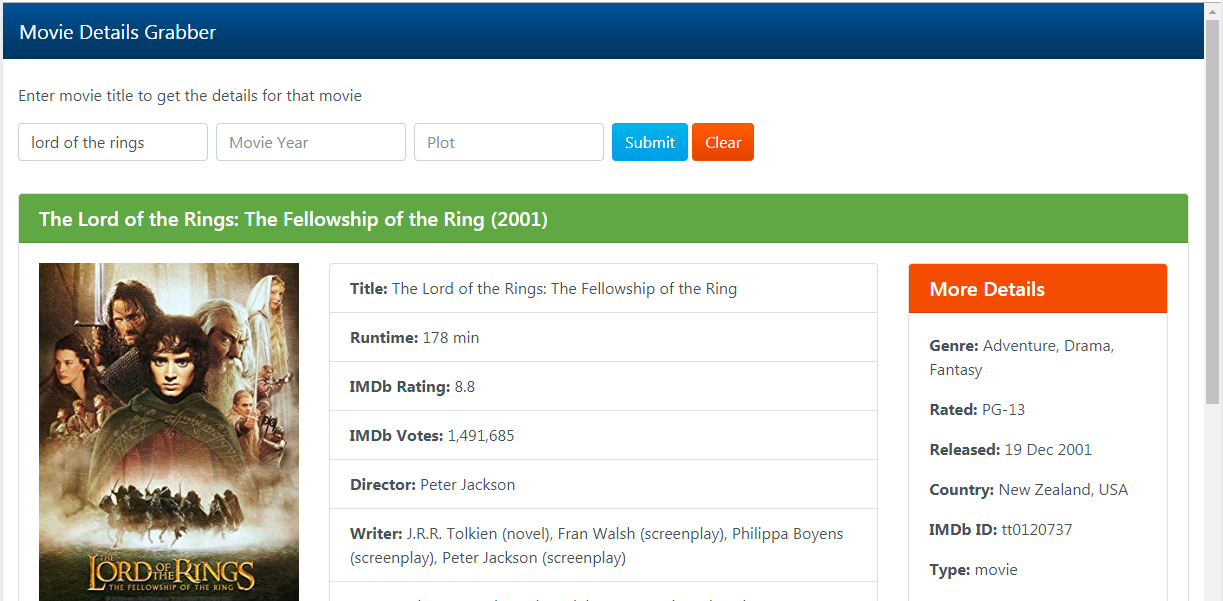 Movie Details Grabber
Enter movie title to get the details for that movie
lord of the rings
Movie Year
Plot
Submit
Clear
The Lord of the Rings: The Fellowship of the Ring (2001)
THE
LORD OF THE RINGS
THE FELLOWSHIP OF THE RING
Title: The Lord of the Rings: The Fellowship of the Ring
Runtime: 178 min
IMDb Rating: 8.8
IMDb Votes: 1,491,685
Director: Peter Jackson
Writer: J.R.R. Tolkien (novel), Fran Walsh (screenplay), Philippa Boyens
(screenplay), Peter Jackson (screenplay)
More Details
Genre: Adventure, Drama,
Fantasy
Rated: PG-13
Released: 19 Dec 2001
Country: New Zealand, USA
IMDb ID: tt0120737
Type: movie